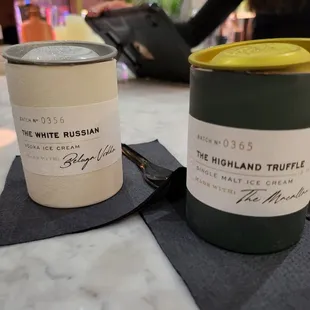 BATCH Nº 0356
THE WHITE RUSSIAN
VODKA ICE CREAM
Beluga Vodka
BATCH Nº 0365
THE HIGHLAND TRUFFLE
SINGLE MALT ICE CREAM
The Macallan